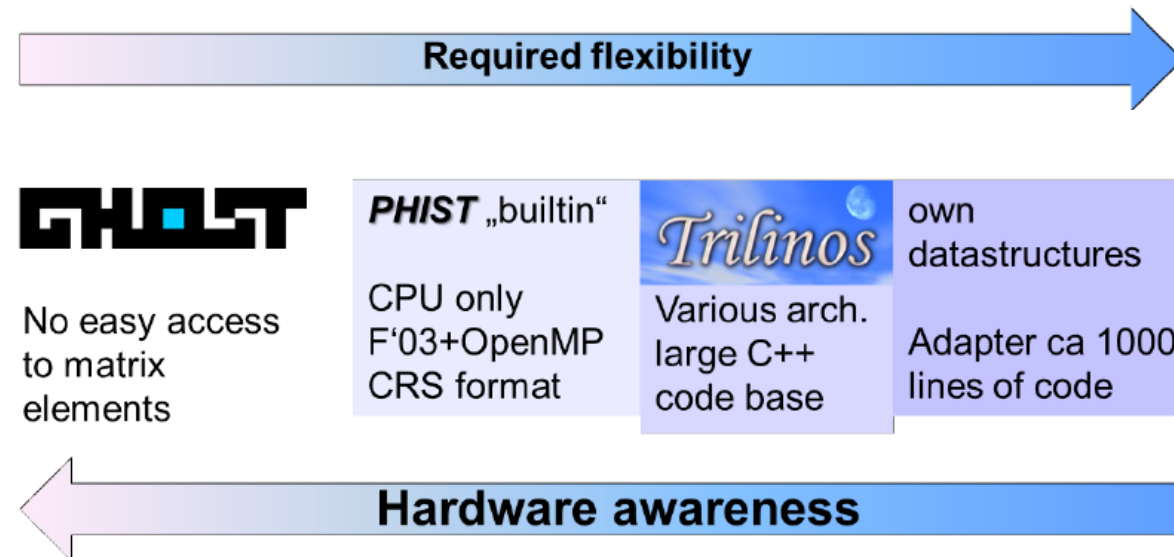 Required flexibility
GHOST
No easy access
to matrix
elements
PHIST „builtin“
CPU only
F‘03+OpenMP
CRS format
Trilinos
Various arch.
large C++
code base
own
datastructures
Adapter ca 1000
lines of code
Hardware awareness